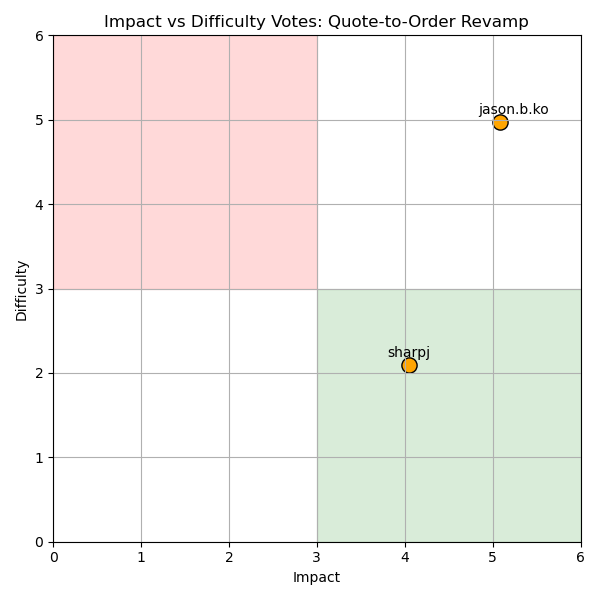 Impact vs Difficulty Votes: Quote-to-Order Revamp
6
jason.b.ko
5
4
Difficulty
3
sharpj
2
1
0
0 1 2 3 4 5 6
Impact